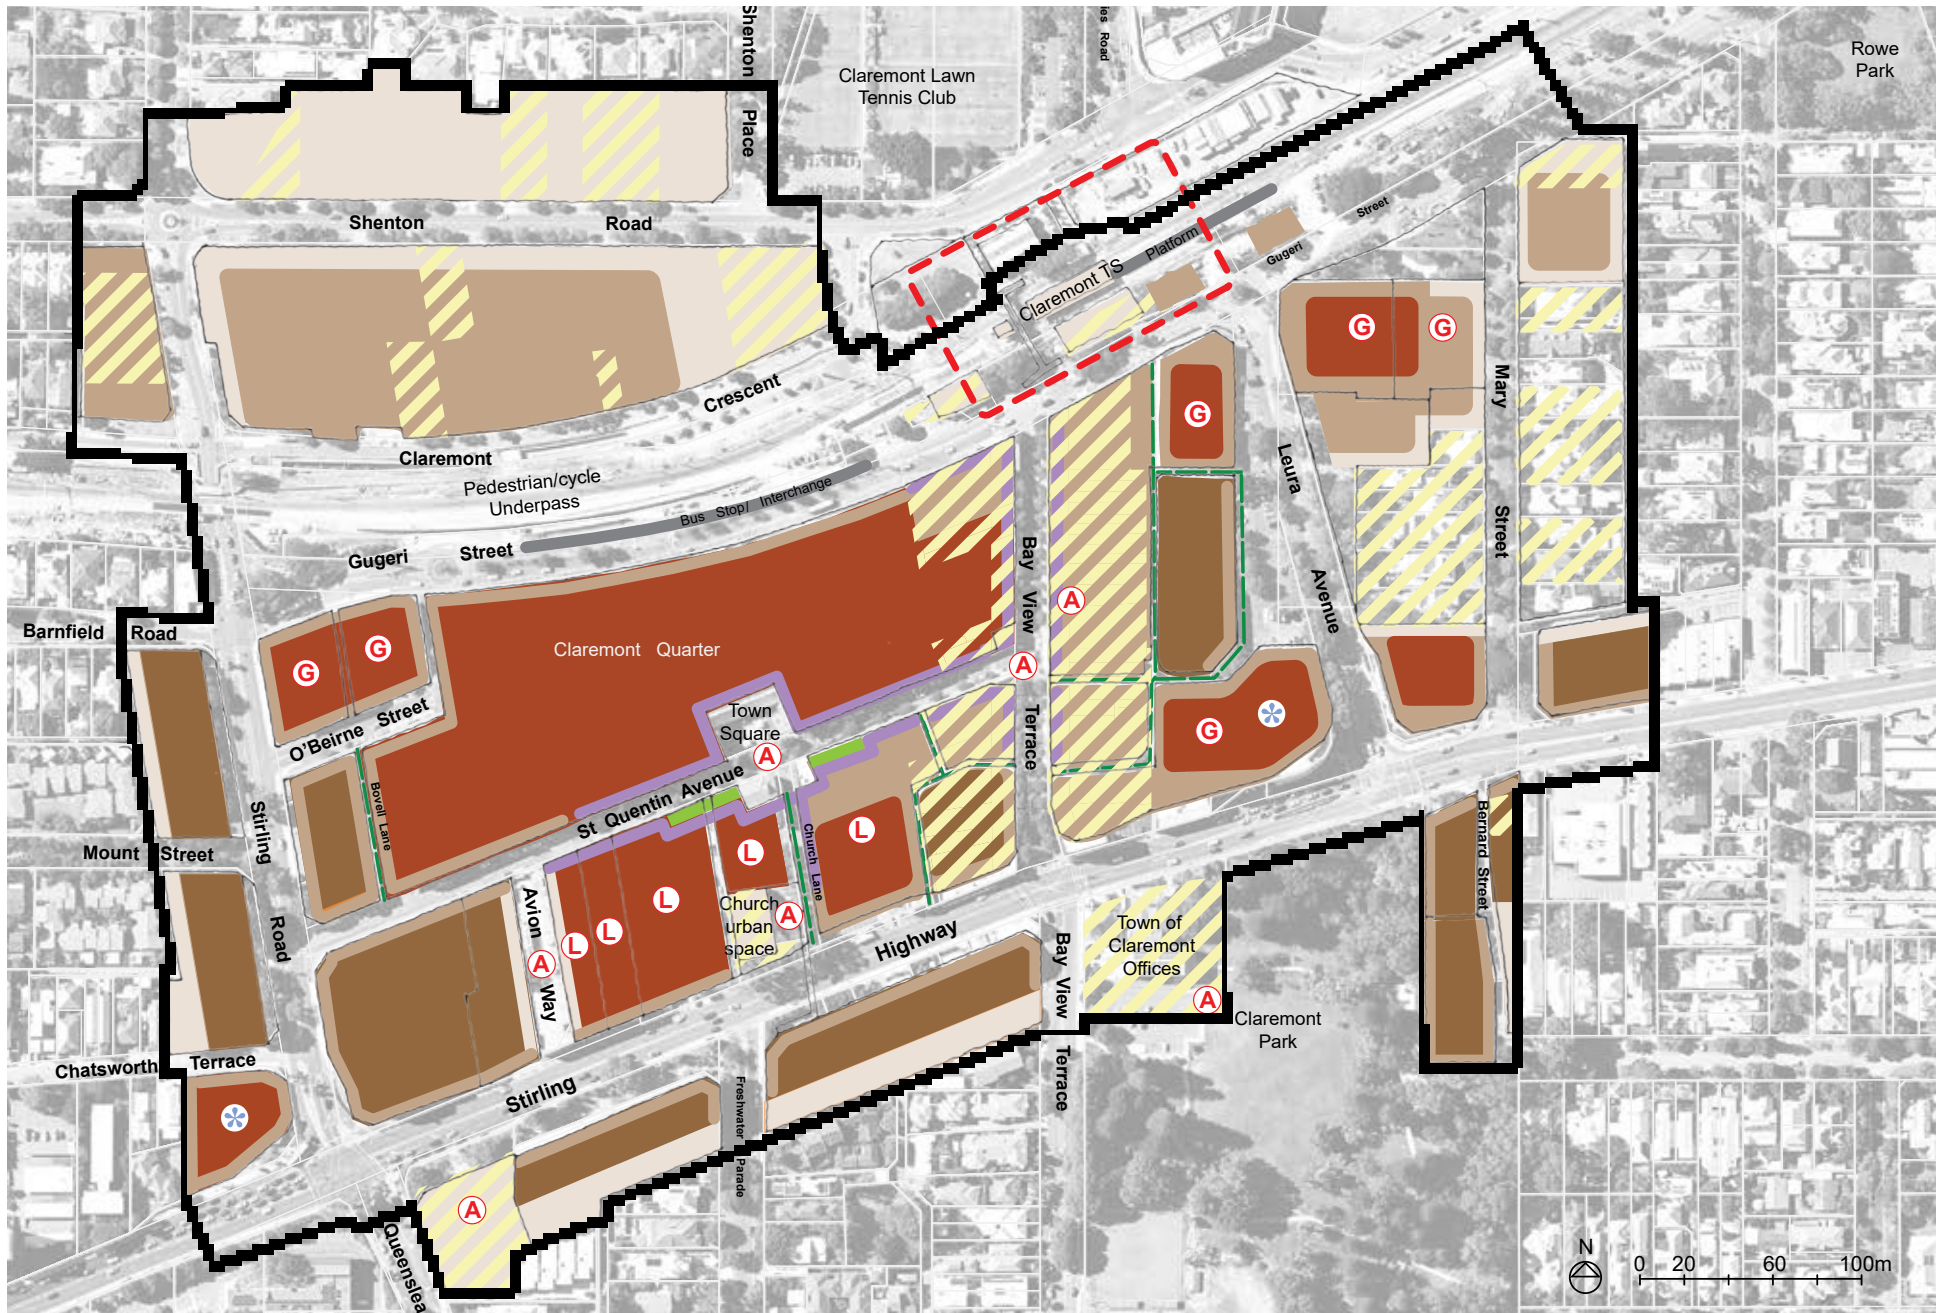 Shenton
Place
ies Road
Claremont Lawn
Tennis Club
Rowe
Park
Shenton Road
Claremont TS
Platform
Gugeri
Street
G
G
Mary
Street
Crescent
Claremont
G
Leura
Avenue
Pedestrian/cycle
Underpass
Bus Stop/ Interchange
Gugeri Street
Bay View
Terrace
A
Barnfield Road
Claremont Quarter
G
G
A
O'Beirne Street
Town
Square
A
G
Bovell Lane
St Quentin Avenue
Stirling
Road
Mount Street
L
L
Church Lane
Bernard Street
Avion
Way
L
L
L
A
Church
urban
space
A
Highway
Bay View
Terrace
Town of
Claremont
Offices
A
Claremont
Park
Chatsworth Terrace
Stirling
Freshwater
Parade
A
Queenslea
N
0 20 60 100m